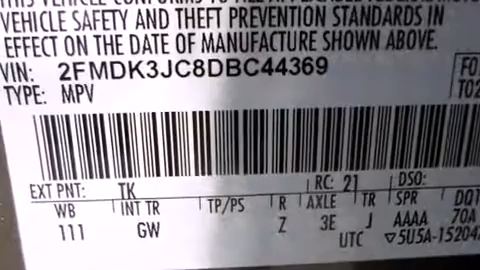 VEHICLE SAFETY AND THEFT PREVENTION STANDARDS IN
EFFECT ON THE DATE OF MANUFACTURE SHOWN ABOVE.
VIN: 2FMDK3JC8DBC44369
TYPE: MPV
EXT PNT: TK RC: 21 DSO:
WB INT TR TP/PS R AXLE TR SPR
111 GW Z 3E J AAAA 70A
UTC ▽5U5A-15204